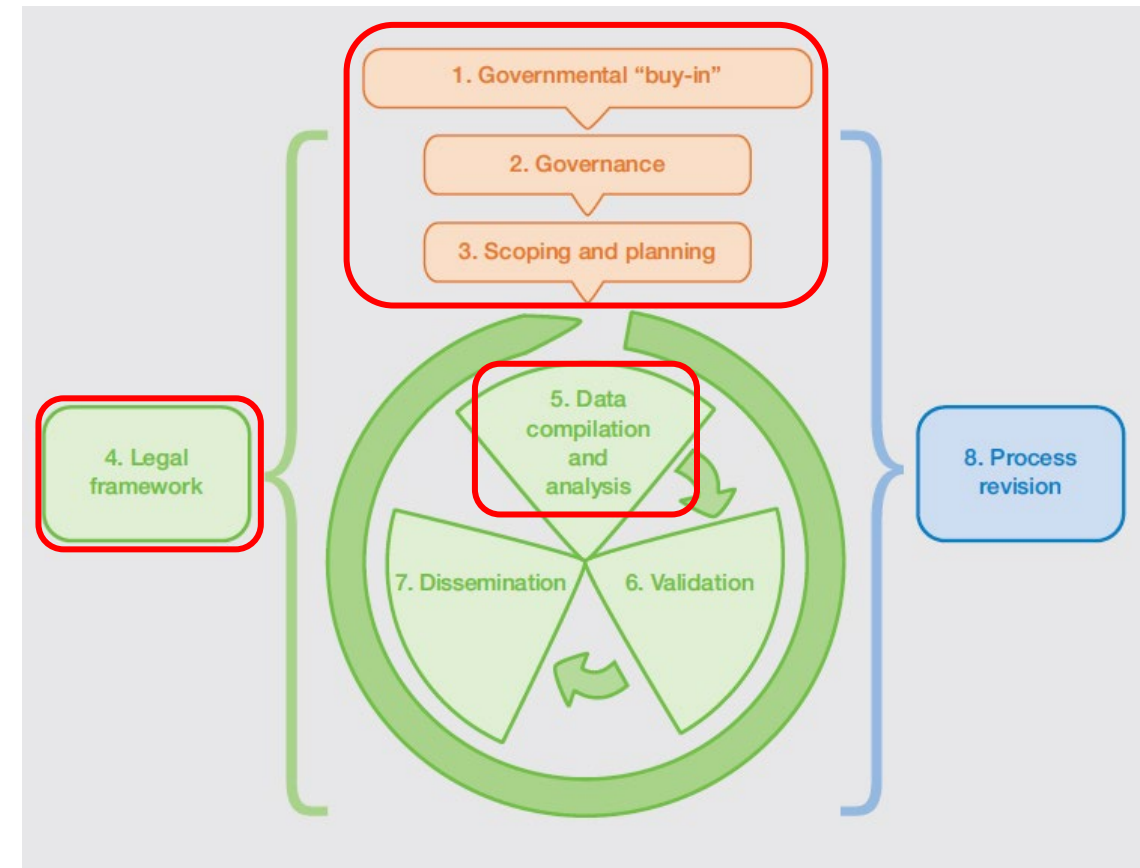 1. Governmental “buy-in”
2. Governance
3. Scoping and planning
4. Legal
framework
5. Data
compilation
and
analysis
6. Validation
7. Dissemination
8. Process
revision